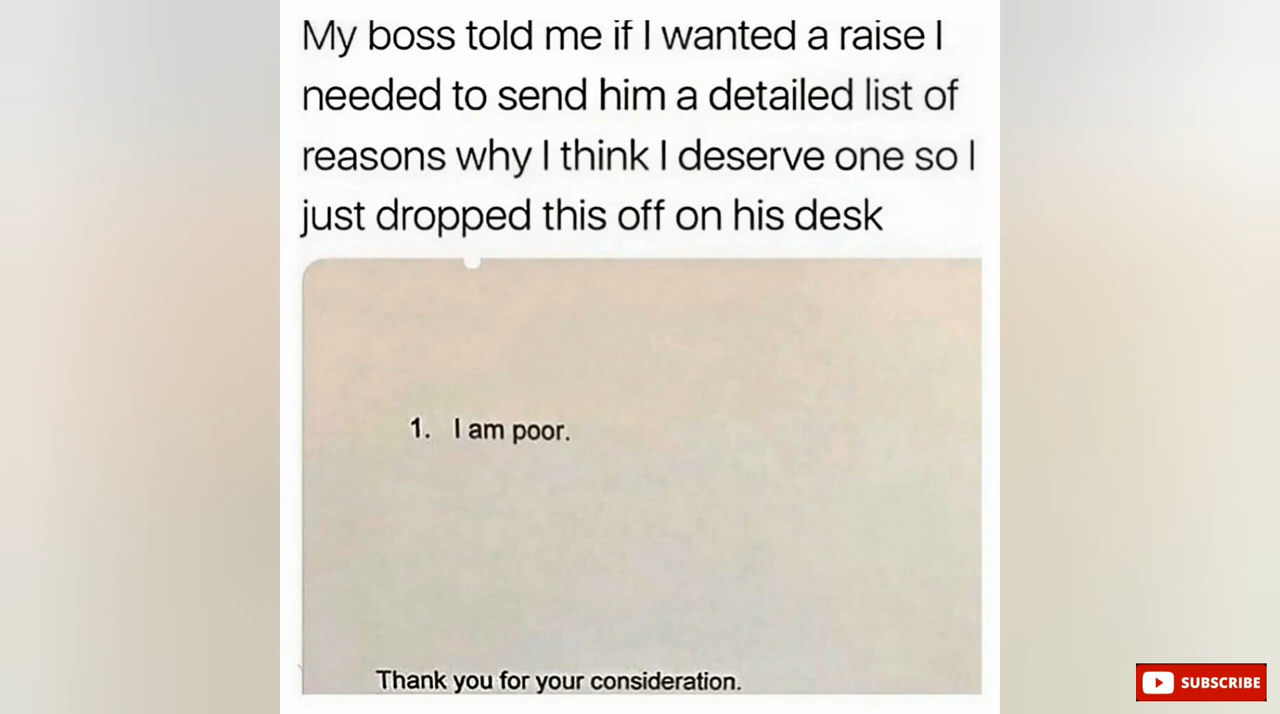 My boss told me if I wanted a raise I
needed to send him a detailed list of
reasons why I think I deserve one so I
just dropped this off on his desk
1. I am poor.
Thank you for your consideration.
SUBSCRIBE